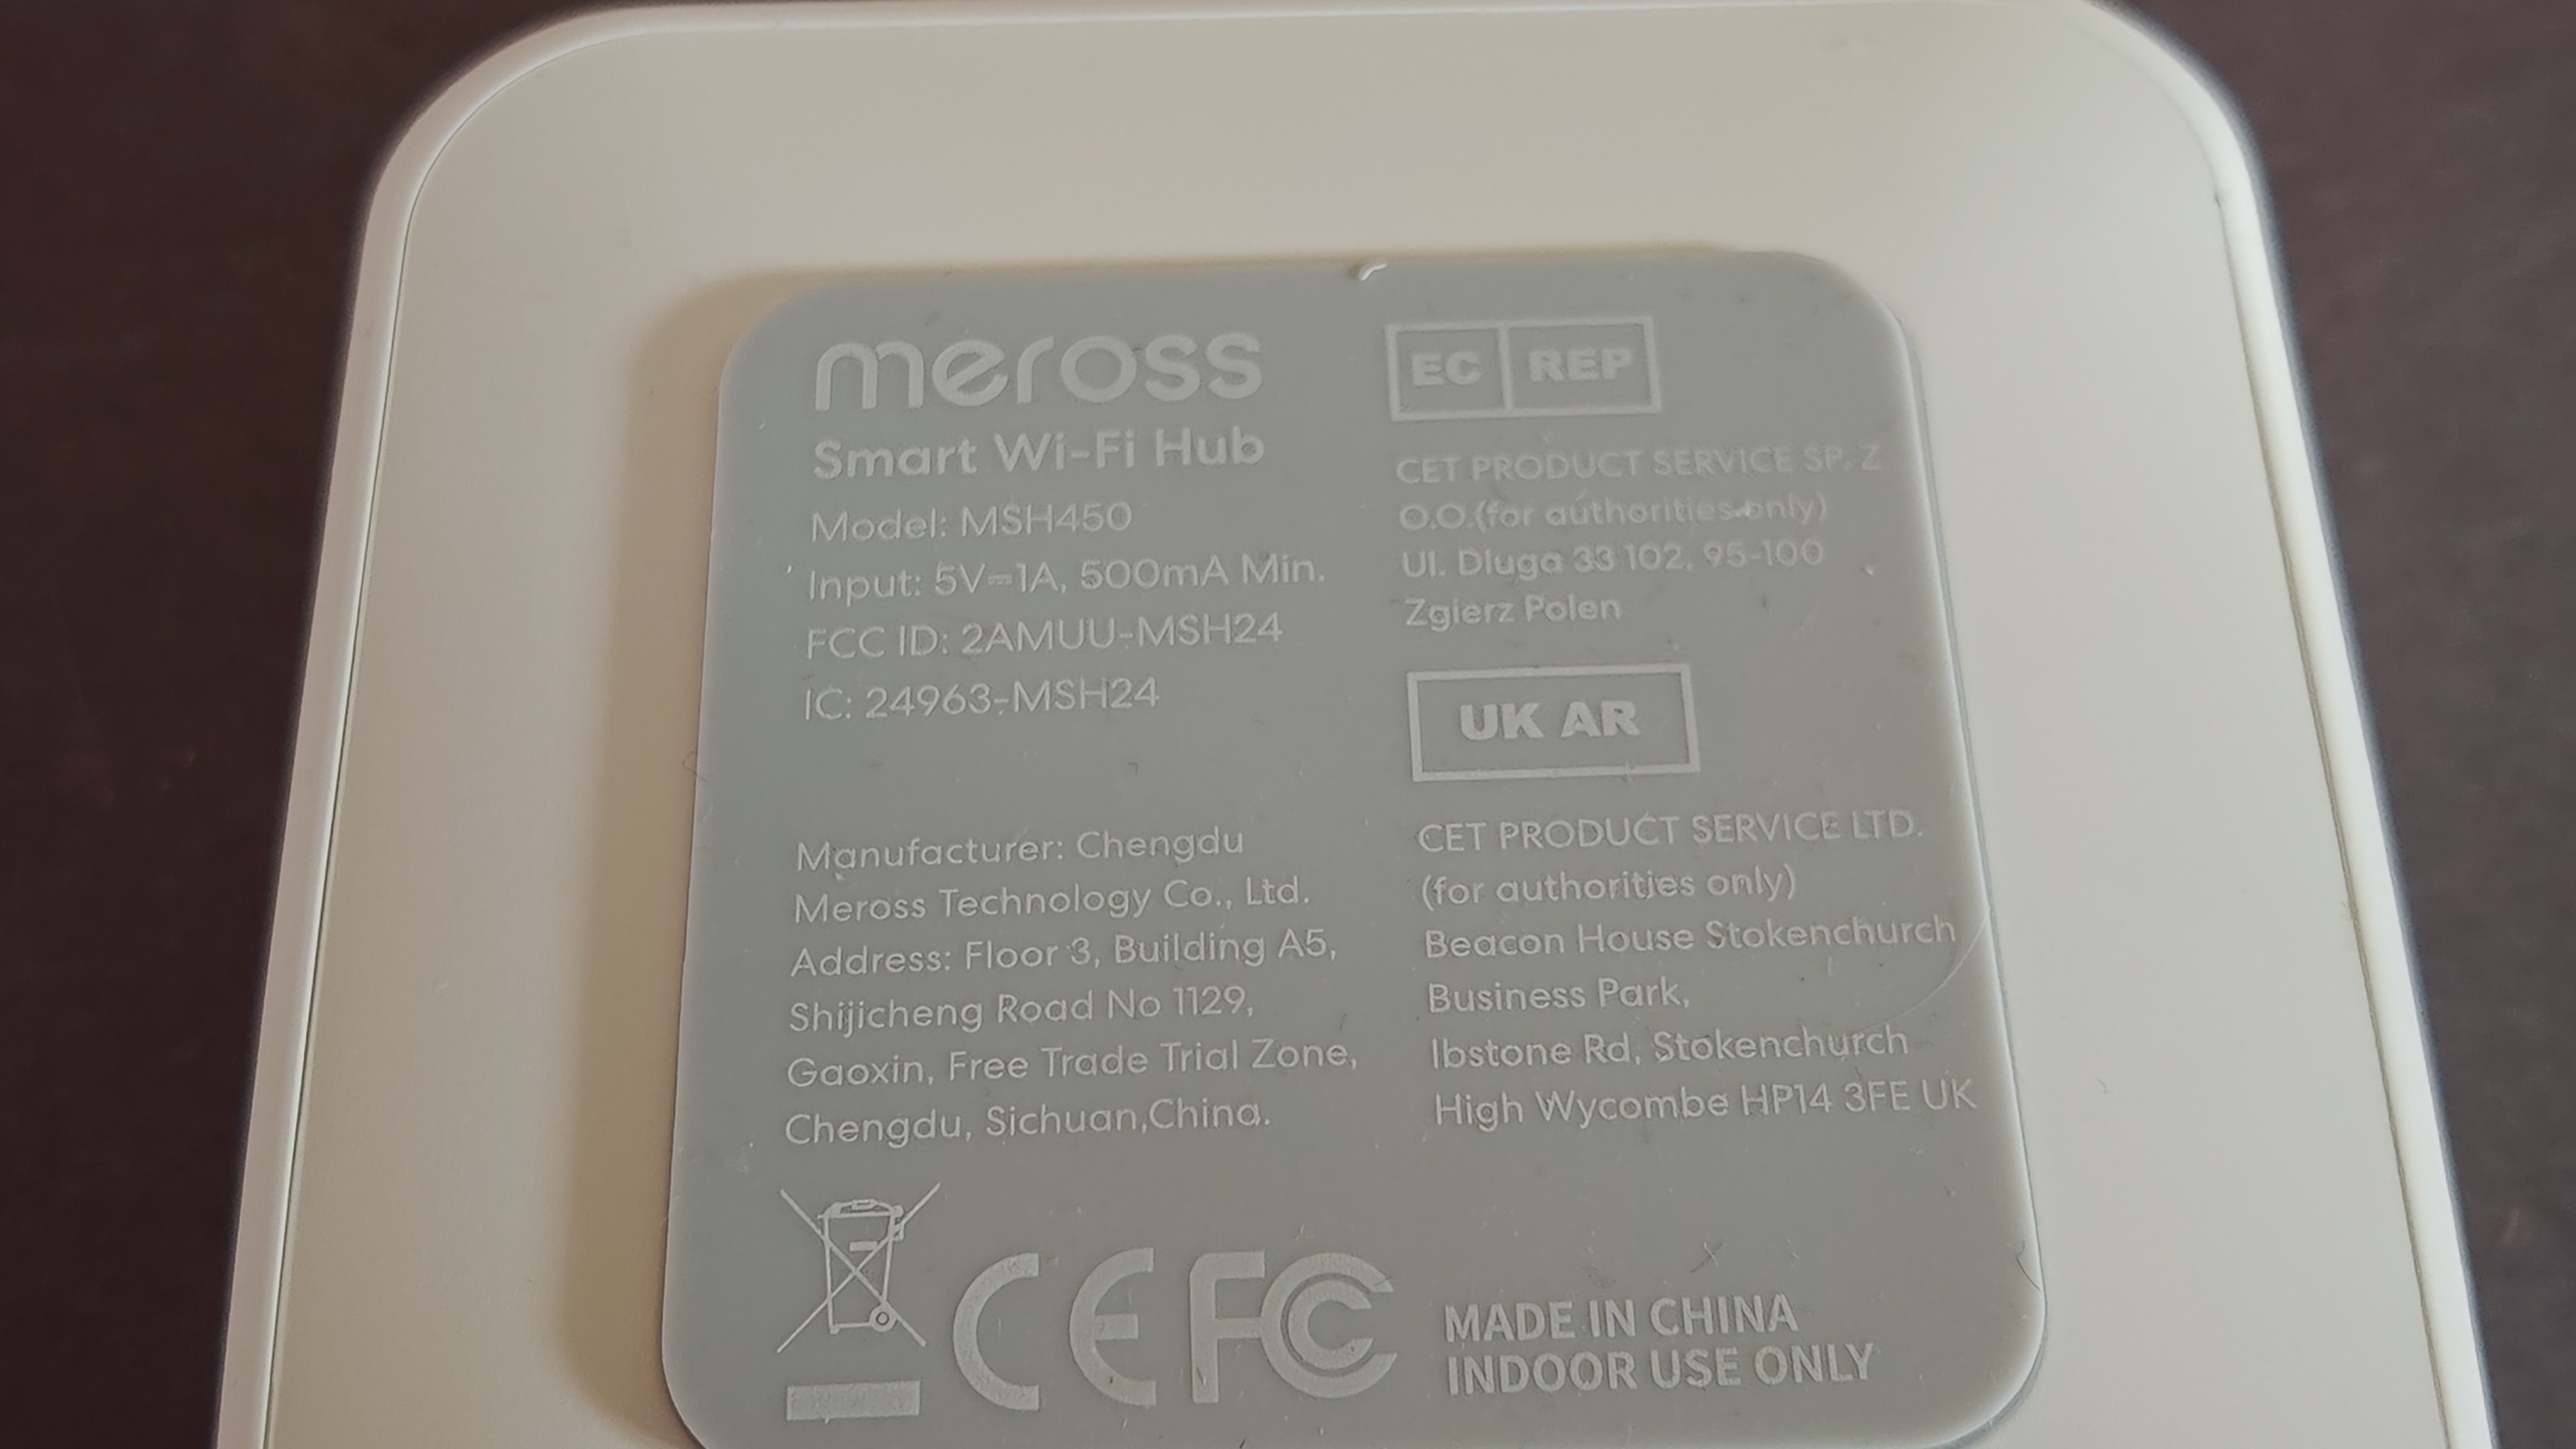 meross
Smart Wi-Fi Hub
Model: MSH450
Input: 5V⎓1A, 500mA Min.
FCC ID: 2AMUU-MSH24
IC: 24963-MSH24
Manufacturer: Chengdu
Meross Technology Co., Ltd.
Address: Floor 3, Building A5,
Shijicheng Road No 1129,
Gaoxin, Free Trade Trial Zone,
Chengdu, Sichuan,China.
EC REP
CET PRODUCT SERVICE SP. Z
O.O.(for authorities only)
Ul. Dluga 33 102, 95-100
Zgierz Polen
UK AR
CET PRODUCT SERVICE LTD.
(for authorities only)
Beacon House Stokenchurch
Business Park,
Ibstone Rd, Stokenchurch
High Wycombe HP14 3FE UK
CE FC
MADE IN CHINA
INDOOR USE ONLY